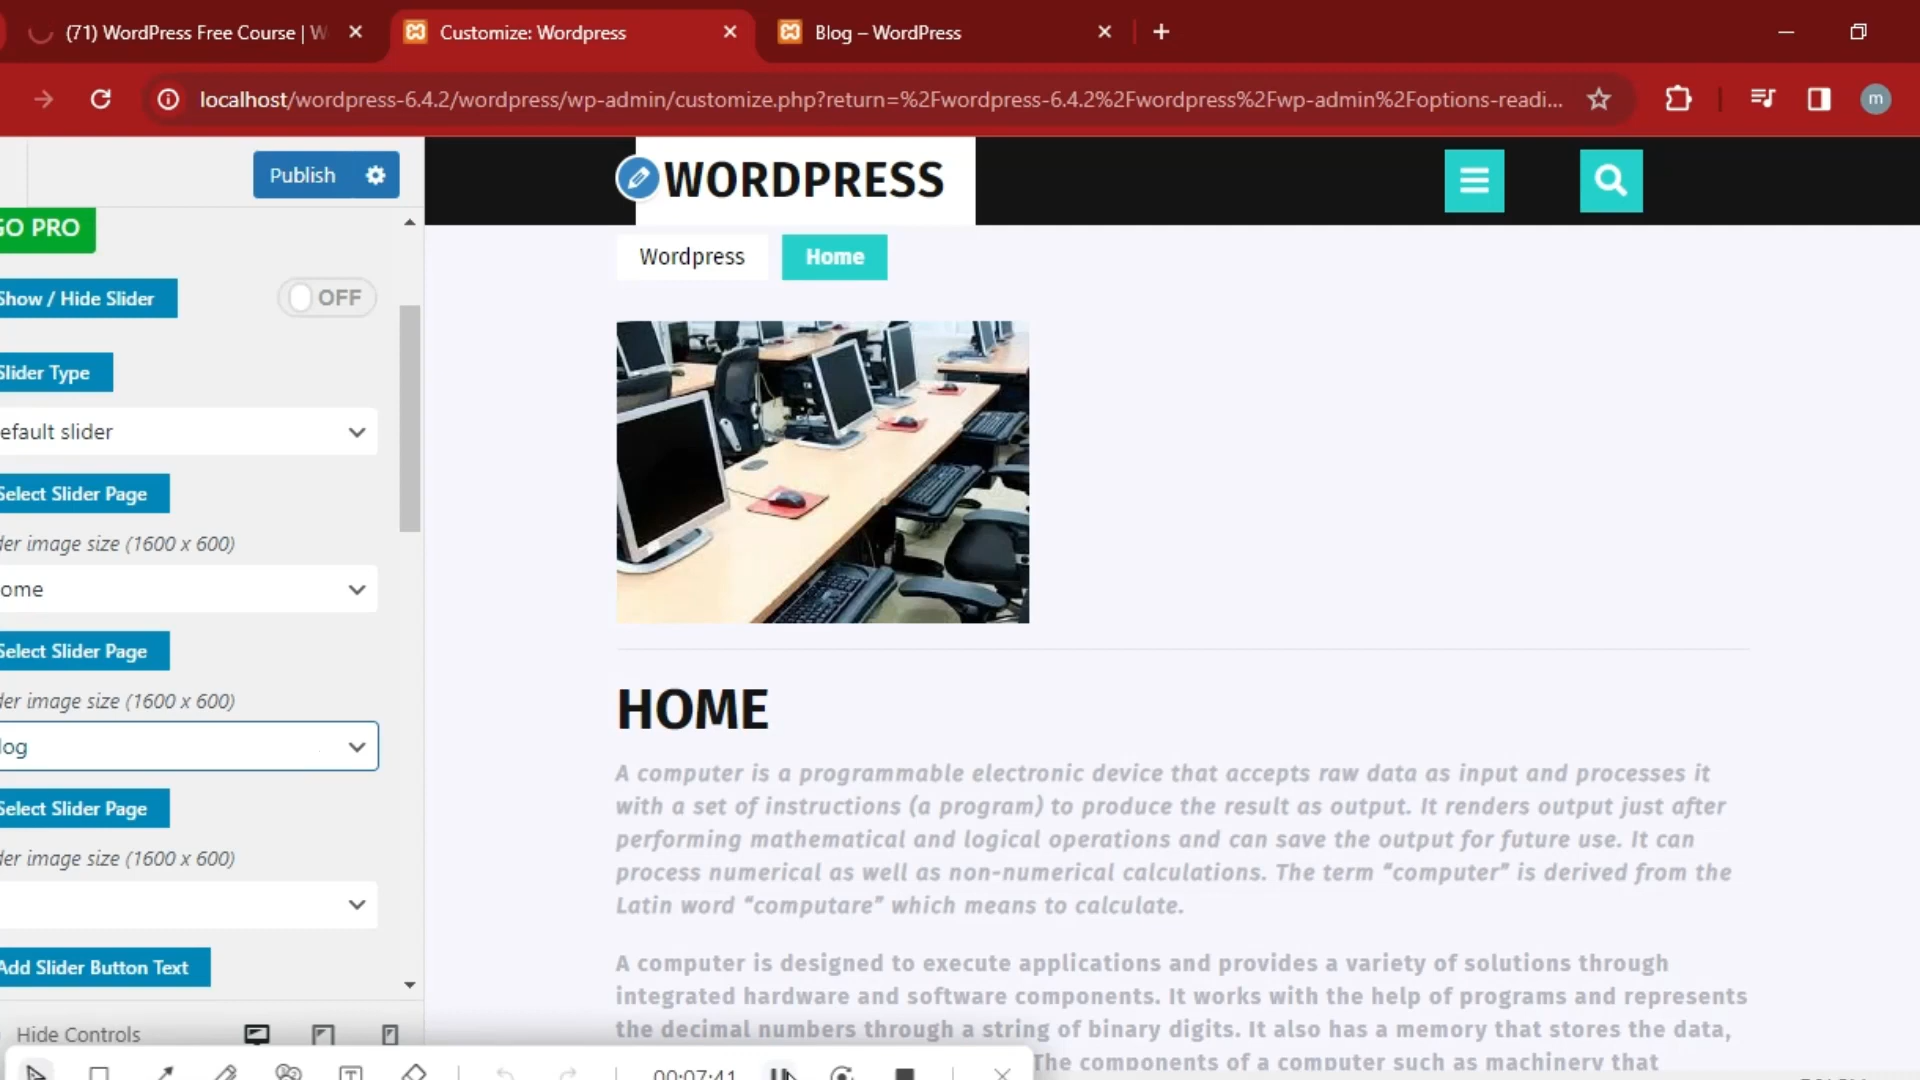 (71) WordPress Free Course | W
Customize: Wordpress
Blog – WordPress
localhost/wordpress-6.4.2/wordpress/wp-admin/customize.php?return=%2Fwordpress-6.4.2%2Fwordpress%2Fwp-admin%2Foptions-readi...
m
Publish
GO PRO
Show / Hide Slider
OFF
Slider Type
efault slider
Select Slider Page
der image size (1600 x 600)
ome
Select Slider Page
der image size (1600 x 600)
log
Select Slider Page
der image size (1600 x 600)
Add Slider Button Text
Hide Controls
WORDPRESS
Wordpress
Home
HOME
A computer is a programmable electronic device that accepts raw data as input and processes it
with a set of instructions (a program) to produce the result as output. It renders output just after
performing mathematical and logical operations and can save the output for future use. It can
process numerical as well as non-numerical calculations. The term “computer” is derived from the
Latin word “computare” which means to calculate.
A computer is designed to execute applications and provides a variety of solutions through
integrated hardware and software components. It works with the help of programs and represents
the decimal numbers through a string of binary digits. It also has a memory that stores the data,
The components of a computer such as machinery that
00:07:41